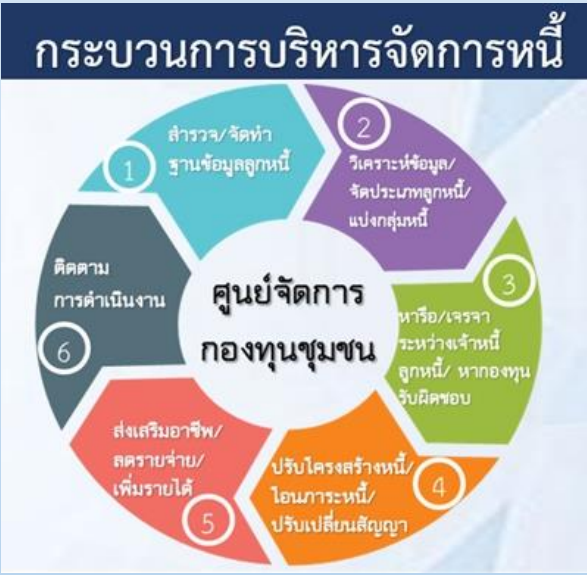 กระบวนการบริหารจัดการหนี้
1
สำรวจ/จัดทำ
ฐานข้อมูลลูกหนี้
2
วิเคราะห์ข้อมูล/
จัดประเภทลูกหนี้/
แบ่งกลุ่มหนี้
3
หารือ/เจรจา
ระหว่างเจ้าหนี้
ลูกหนี้/ หากองทุน
รับผิดชอบ
4
ปรับโครงสร้างหนี้/
โอนภาระหนี้/
ปรับเปลี่ยนสัญญา
5
ส่งเสริมอาชีพ/
ลดรายจ่าย/
เพิ่มรายได้
6
ติดตาม
การดำเนินงาน
ศูนย์จัดการ
กองทุนชุมชน